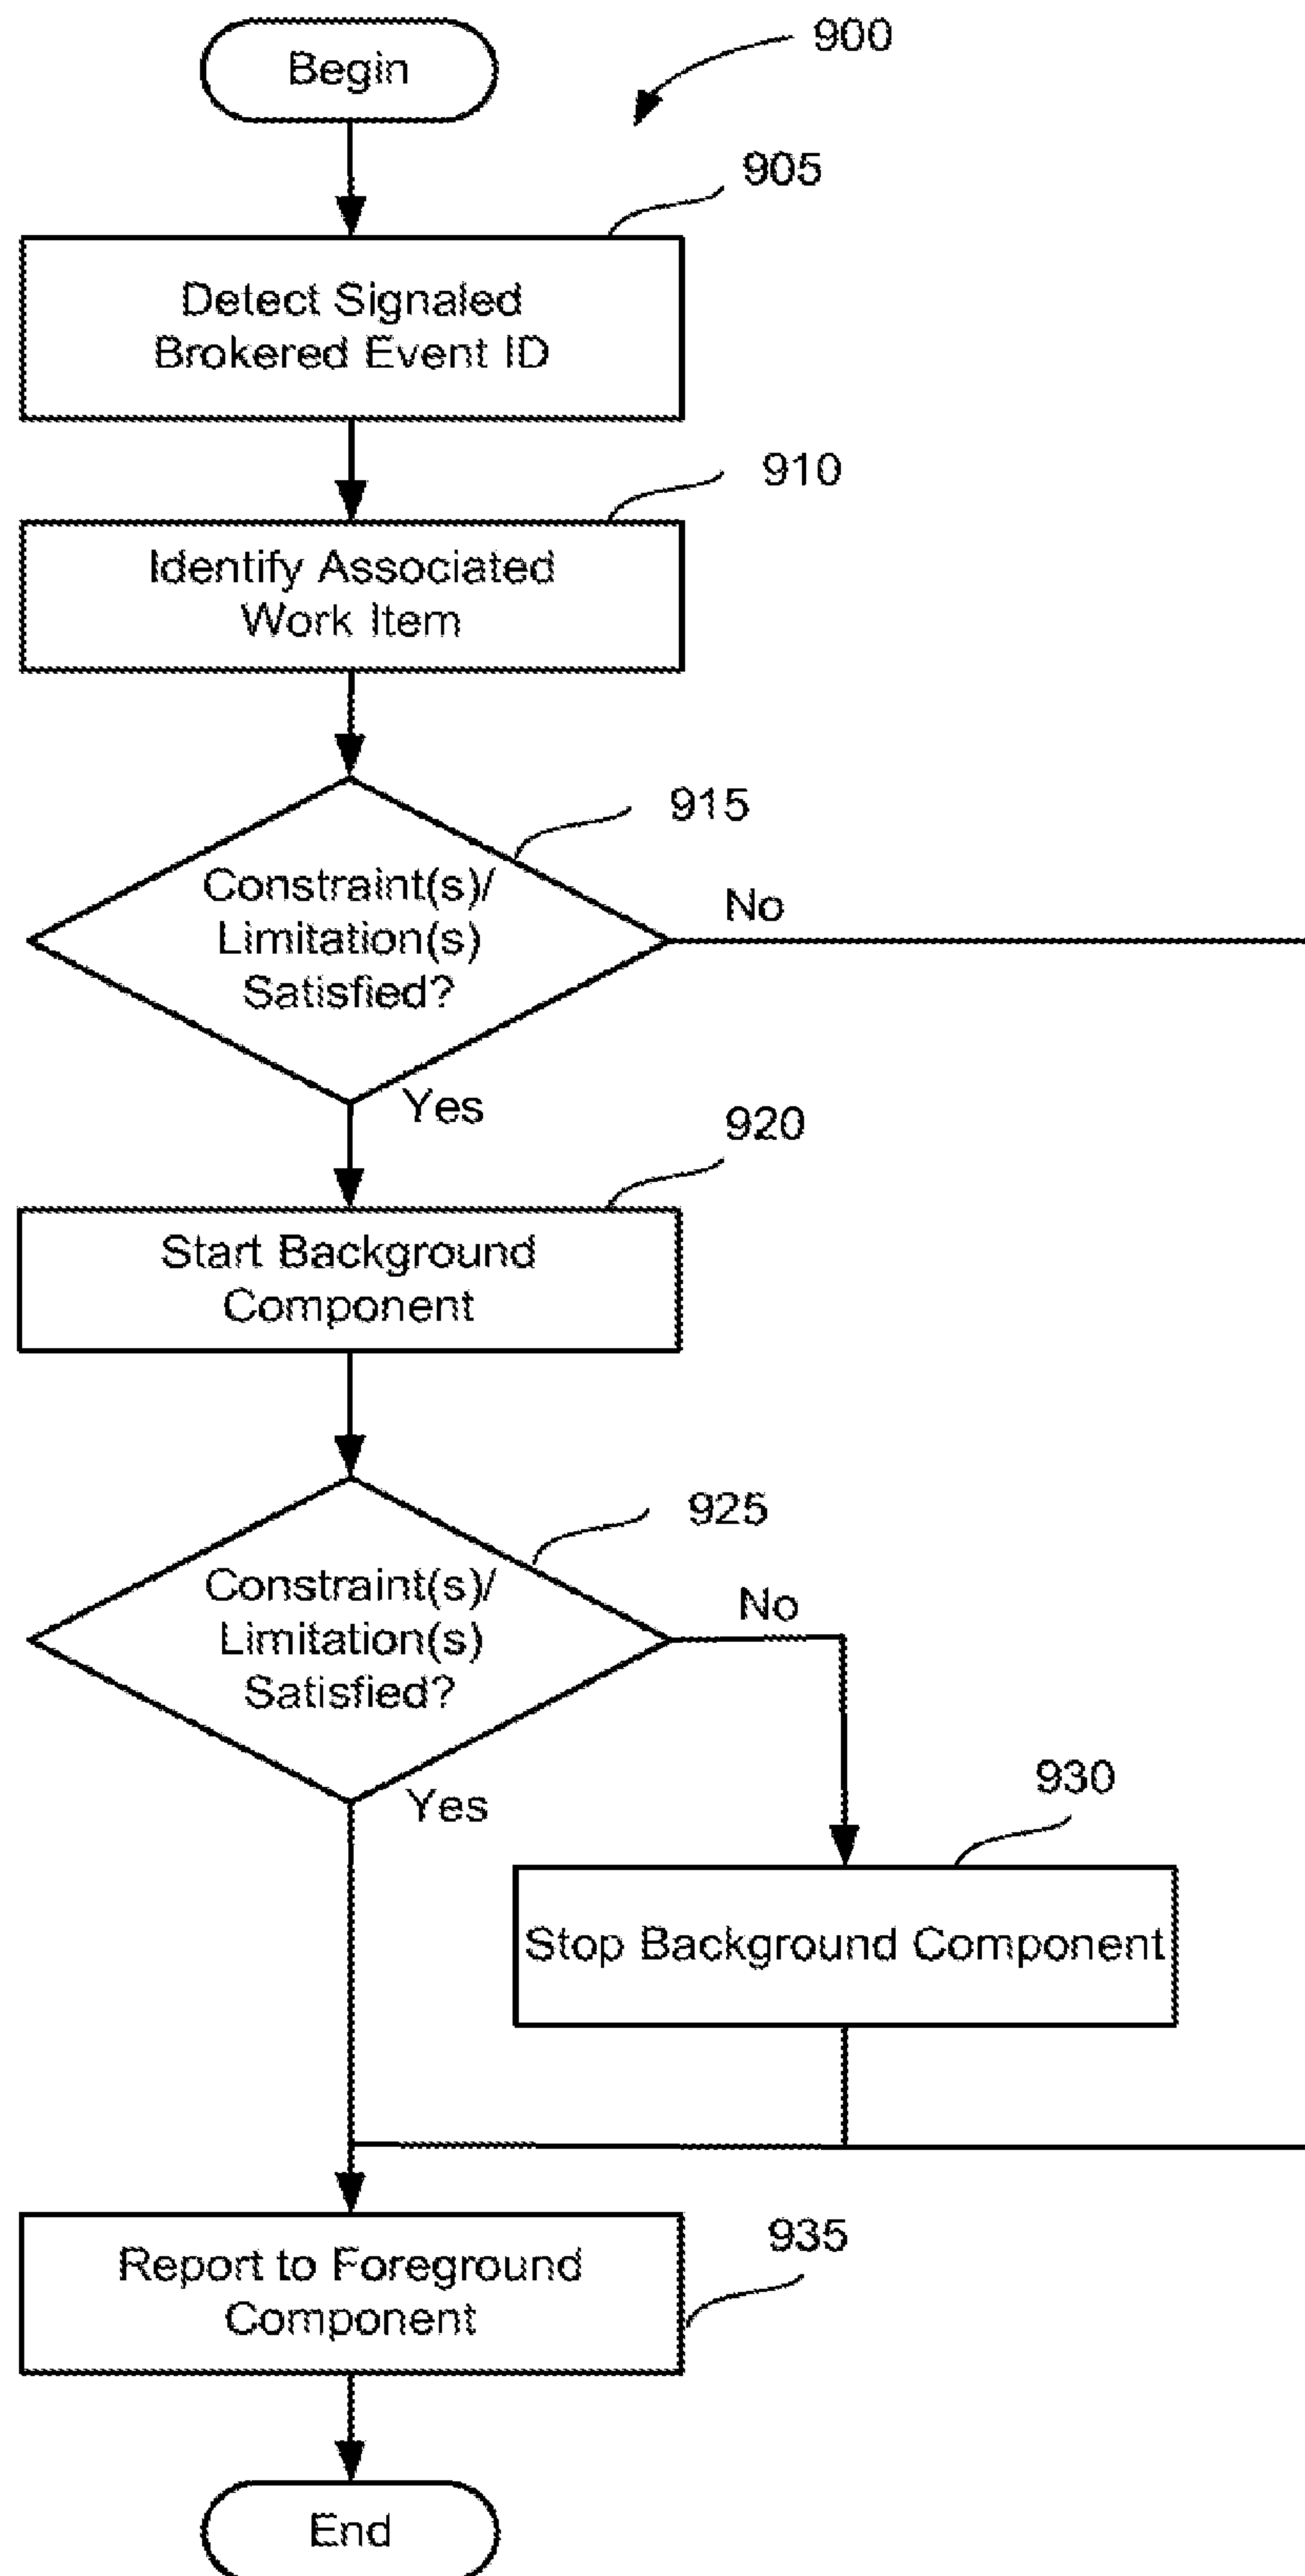 Begin
900
905
Detect Signaled
Brokered Event ID
910
Identify Associated
Work Item
915
Constraint(s)/
Limitation(s)
Satisfied?
No
Yes
920
Start Background
Component
925
Constraint(s)/
Limitation(s)
Satisfied?
No
Yes
930
Stop Background Component
935
Report to Foreground
Component
End